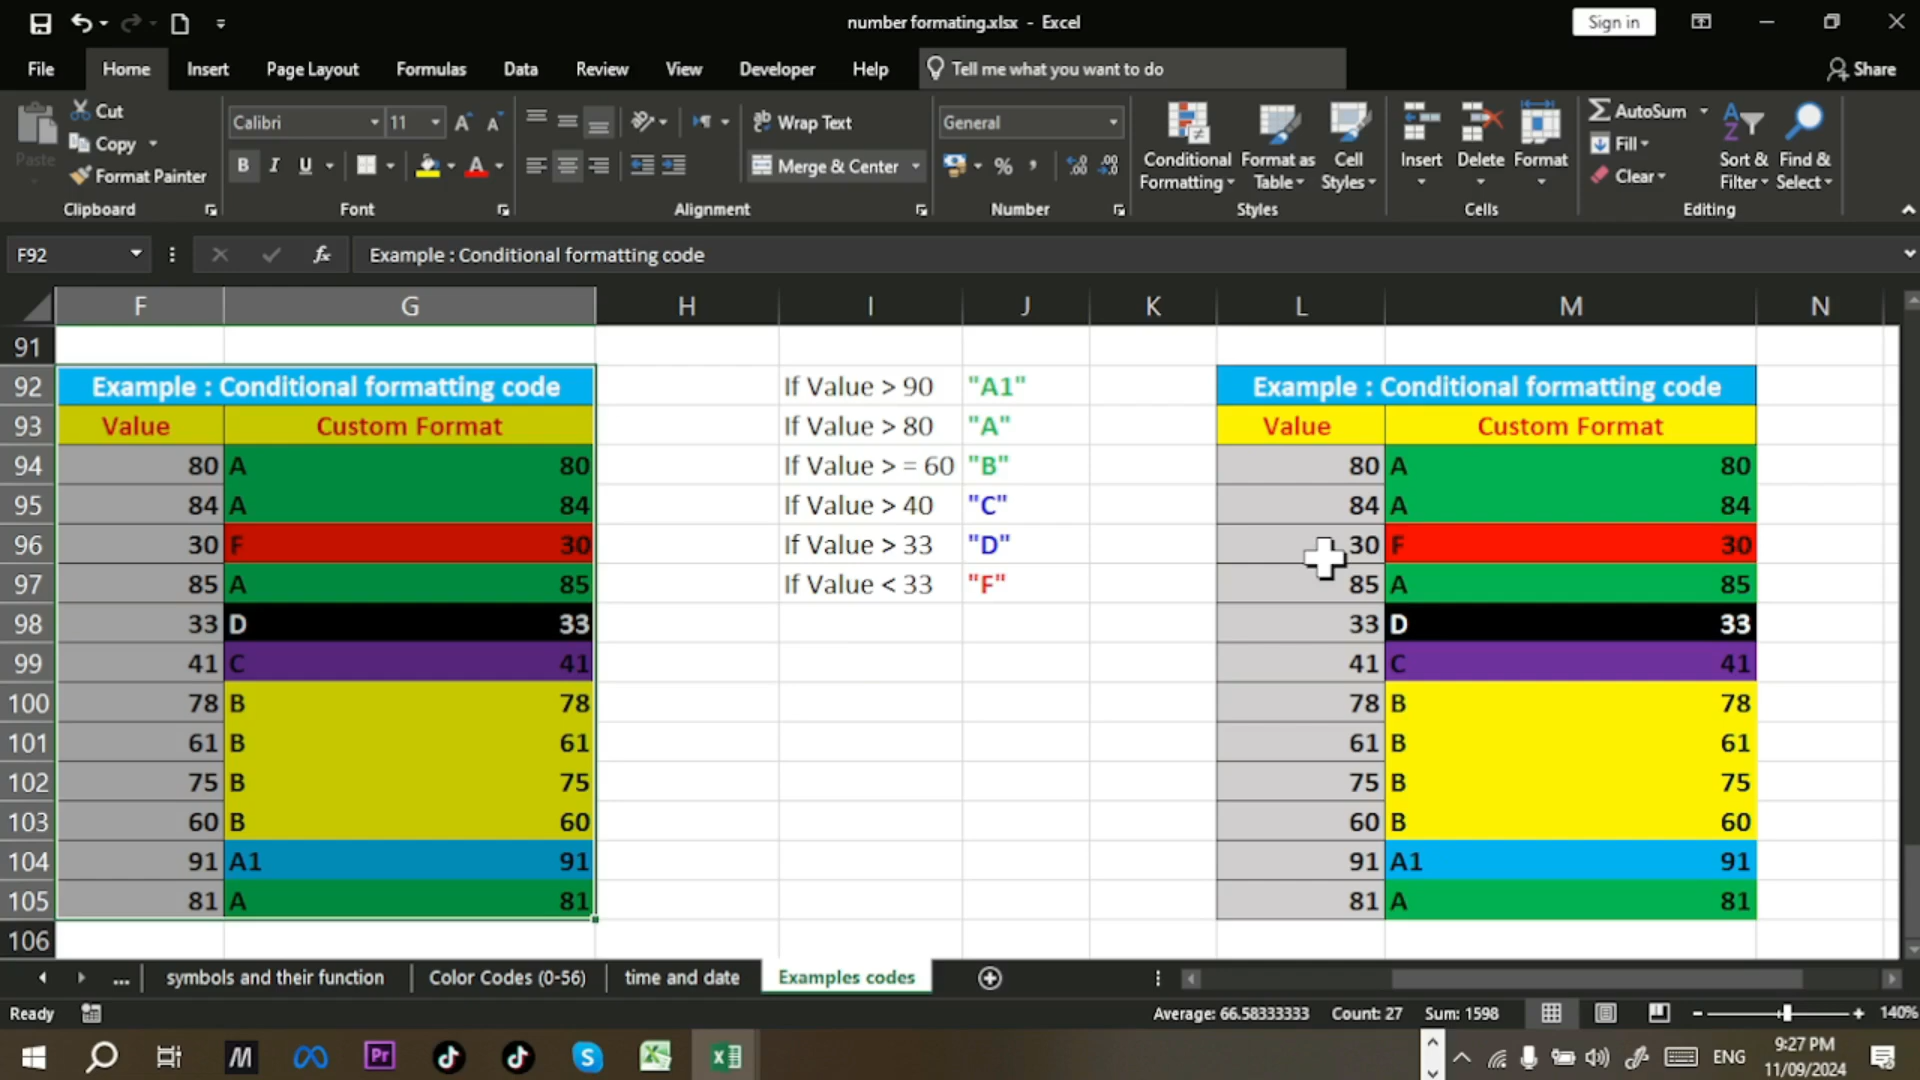 number formating.xlsx - Excel
Sign in
File Home Insert Page Layout Formulas Data Review View Developer Help Tell me what you want to do Share
Paste Cut Copy Format Painter Clipboard
Calibri 11 B I U Font
Wrap Text Merge & Center Alignment
General % Number
Conditional Formatting Format as Table Cell Styles Styles
Insert Delete Format Cells
AutoSum Fill Clear Sort & Filter Find & Select Editing
F92 fx Example : Conditional formatting code
F G H I J K L M N
91
92 Example : Conditional formatting code If Value > 90 "A1" Example : Conditional formatting code
93 Value Custom Format If Value > 80 "A" Value Custom Format
94 80 A 80 If Value > = 60 "B" 80 A 80
95 84 A 84 If Value > 40 "C" 84 A 84
96 30 F 30 If Value > 33 "D" 30 F 30
97 85 A 85 If Value < 33 "F" 85 A 85
98 33 D 33 33 D 33
99 41 C 41 41 C 41
100 78 B 78 78 B 78
101 61 B 61 61 B 61
102 75 B 75 75 B 75
103 60 B 60 60 B 60
104 91 A1 91 91 A1 91
105 81 A 81 81 A 81
106
... symbols and their function Color Codes (0-56) time and date Examples codes
Ready Average: 66.58333333 Count: 27 Sum: 1598 140%
ENG 9:27 PM
11/09/2024